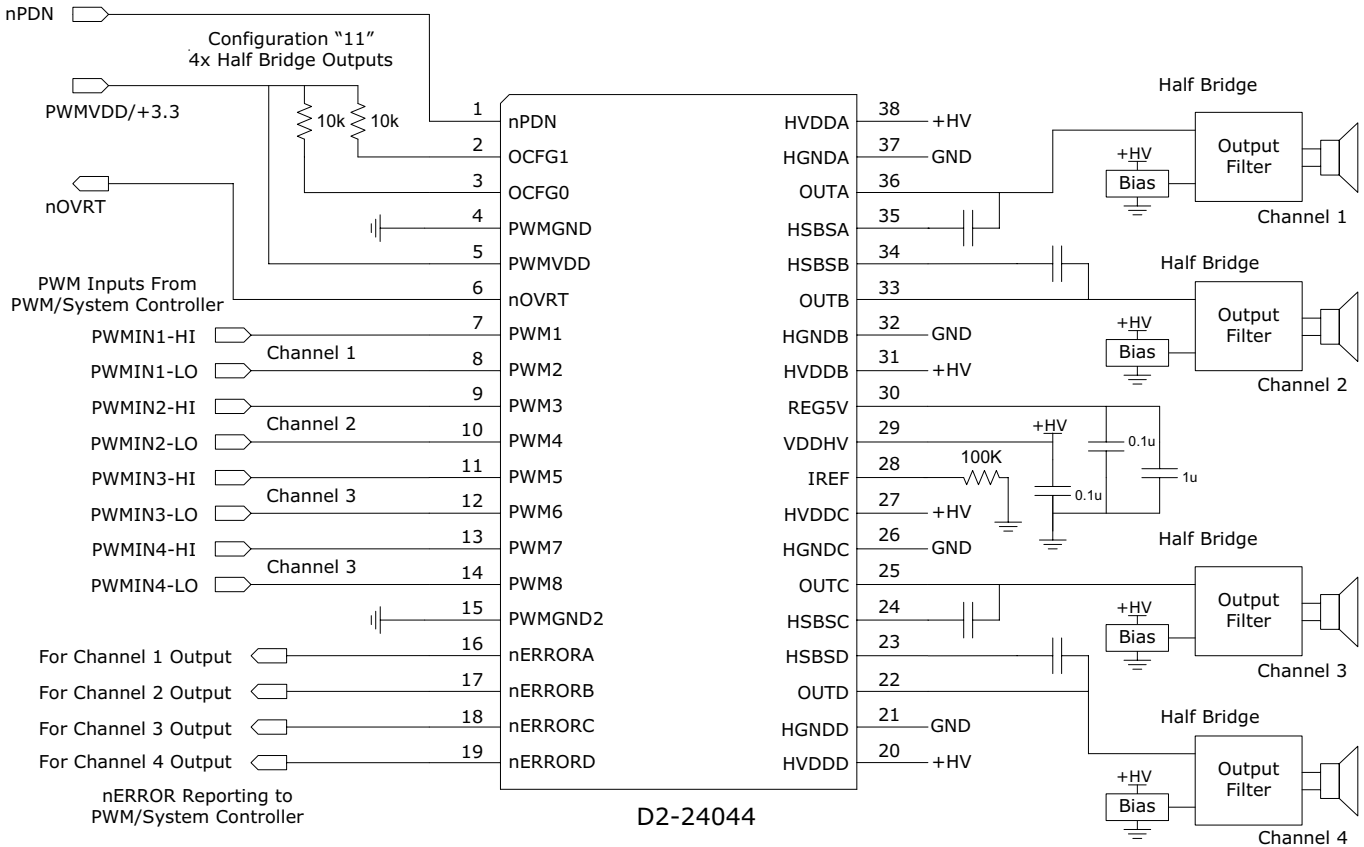 nPDN
Configuration “11”
4x Half Bridge Outputs
PWMVDD/+3.3
10k
10k
nOVRT
PWM Inputs From
PWM/System Controller
PWMIN1-HI
Channel 1
PWMIN1-LO
PWMIN2-HI
Channel 2
PWMIN2-LO
PWMIN3-HI
Channel 3
PWMIN3-LO
PWMIN4-HI
Channel 3
PWMIN4-LO
For Channel 1 Output
For Channel 2 Output
For Channel 3 Output
For Channel 4 Output
nERROR Reporting to
PWM/System Controller
1 nPDN
2 OCFG1
3 OCFG0
4 PWMGND
5 PWMVDD
6 nOVRT
7 PWM1
8 PWM2
9 PWM3
10 PWM4
11 PWM5
12 PWM6
13 PWM7
14 PWM8
15 PWMGND2
16 nERRORA
17 nERRORB
18 nERRORC
19 nERRORD
HVDDA 38 +HV
HGNDA 37 GND
OUTA 36
HSBSA 35
HSBSB 34
OUTB 33
HGNDB 32 GND
HVDDB 31 +HV
REG5V 30
VDDHV 29
IREF 28
HVDDC 27 +HV
HGNDC 26 GND
OUTC 25
HSBSC 24
HSBSD 23
OUTD 22
HGNDD 21 GND
HVDDD 20 +HV
D2-24044
+HV
100K
0.1u
0.1u
1u
Half Bridge
+HV
Bias
Output
Filter
Channel 1
Half Bridge
+HV
Bias
Output
Filter
Channel 2
Half Bridge
+HV
Bias
Output
Filter
Channel 3
Half Bridge
+HV
Bias
Output
Filter
Channel 4